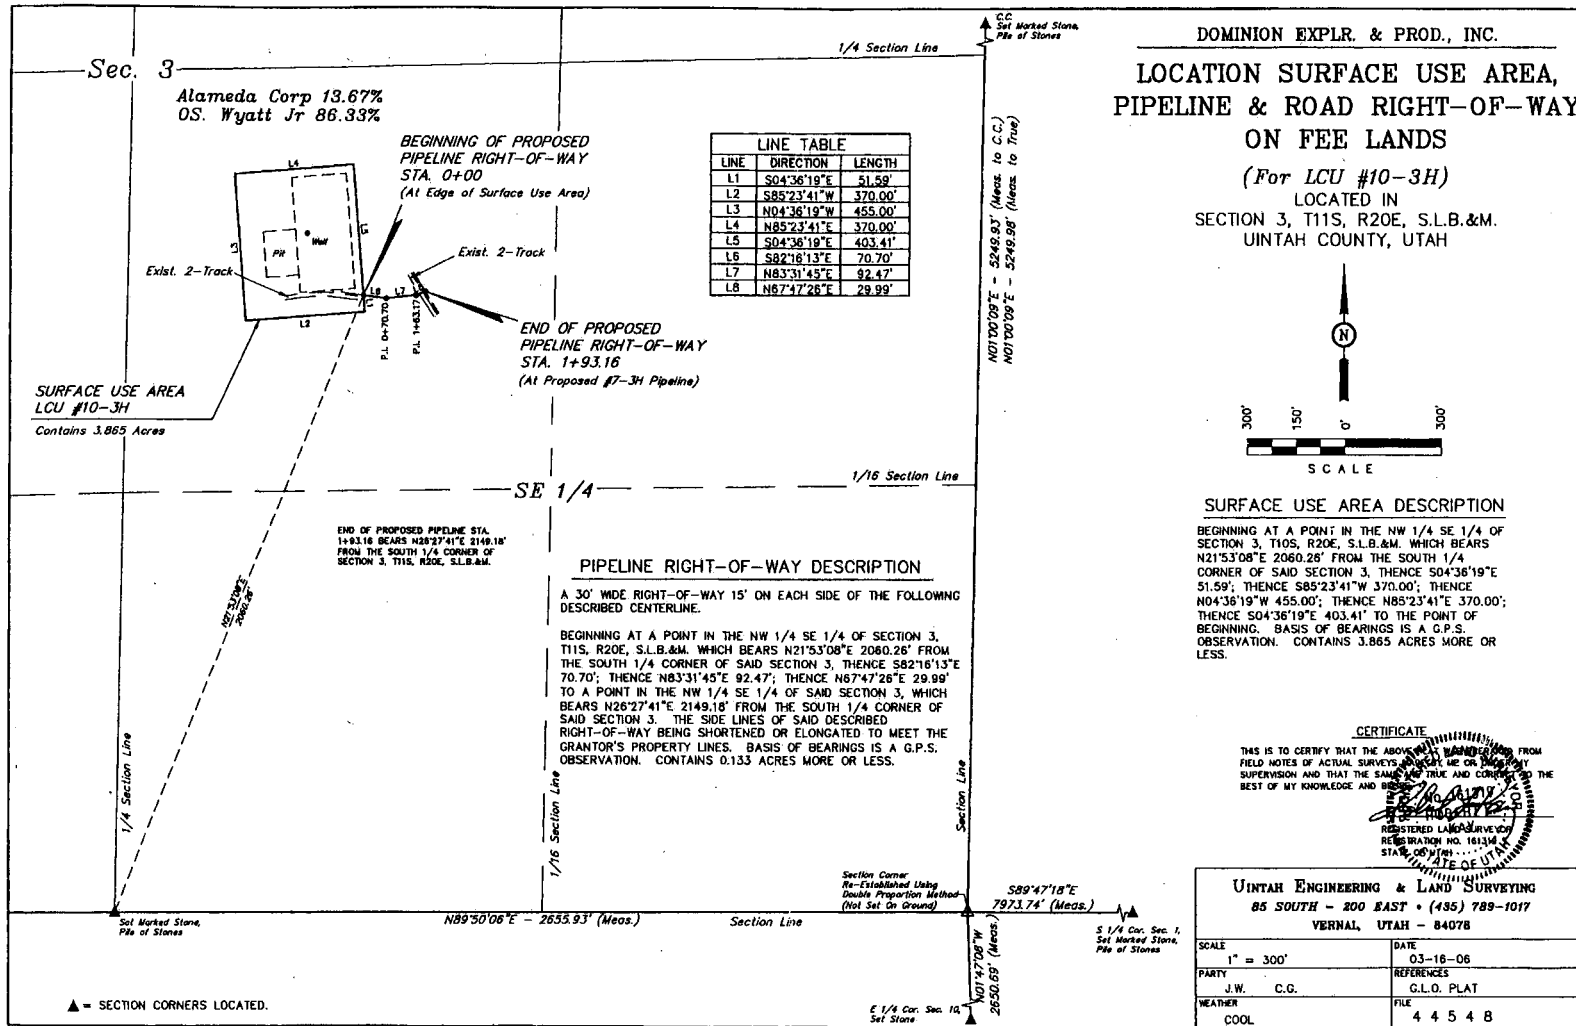 Sec. 3
Alameda Corp 13.67%
OS. Wyatt Jr 86.33%
1/4 Section Line
C.C.
Set Marked Stone,
Pile of Stones
BEGINNING OF PROPOSED
PIPELINE RIGHT-OF-WAY
STA. 0+00
(At Edge of Surface Use Area)
LINE TABLE
LINE DIRECTION LENGTH
L1 S04°36'19"E 51.59'
L2 S85°23'41"W 370.00'
L3 N04°36'19"W 455.00'
L4 N85°23'41"E 370.00'
L5 S04°36'19"E 403.41'
L6 S82°16'13"E 70.70'
L7 N83°31'45"E 92.47'
L8 N67°47'26"E 29.99'
L4
L3
L5
Well
Pit
Exist. 2-Track
Exist. 2-Track
L2
L1
L6
L7
P.I. 0+70.70
P.I. 1+63.17
END OF PROPOSED
PIPELINE RIGHT-OF-WAY
STA. 1+93.16
(At Proposed #7-3H Pipeline)
SURFACE USE AREA
LCU #10-3H
Contains 3.865 Acres
N01°00'09"E - 5249.93' (Meas. to C.C.)
N01°00'09"E - 5249.98' (Meas. to True)
1/16 Section Line
SE 1/4
END OF PROPOSED PIPELINE STA.
1+93.16 BEARS N26°27'41"E 2149.18'
FROM THE SOUTH 1/4 CORNER OF
SECTION 3, T11S, R20E, S.L.B.&M.
N21°53'08"E
2060.26'
PIPELINE RIGHT-OF-WAY DESCRIPTION
A 30' WIDE RIGHT-OF-WAY 15' ON EACH SIDE OF THE FOLLOWING
DESCRIBED CENTERLINE.
BEGINNING AT A POINT IN THE NW 1/4 SE 1/4 OF SECTION 3,
T11S, R20E, S.L.B.&M. WHICH BEARS N21°53'08"E 2060.26' FROM
THE SOUTH 1/4 CORNER OF SAID SECTION 3, THENCE S82°16'13"E
70.70'; THENCE N83°31'45"E 92.47'; THENCE N67°47'26"E 29.99'
TO A POINT IN THE NW 1/4 SE 1/4 OF SAID SECTION 3, WHICH
BEARS N26°27'41"E 2149.18' FROM THE SOUTH 1/4 CORNER OF
SAID SECTION 3. THE SIDE LINES OF SAID DESCRIBED
RIGHT-OF-WAY BEING SHORTENED OR ELONGATED TO MEET THE
GRANTOR'S PROPERTY LINES. BASIS OF BEARINGS IS A G.P.S.
OBSERVATION. CONTAINS 0.133 ACRES MORE OR LESS.
1/4 Section Line
1/16 Section Line
Section Line
Section Corner
Re-Established Using
Double Proportion Method
(Not Set On Ground)
S89°47'18"E
7973.74' (Meas.)
Set Marked Stone,
Pile of Stones
N89°50'06"E - 2655.93' (Meas.)
Section Line
S 1/4 Cor. Sec. 1,
Set Marked Stone,
Pile of Stones
N01°47'08"W
2650.69' (Meas.)
E 1/4 Cor. Sec. 10,
Set Stone
▲ = SECTION CORNERS LOCATED.
DOMINION EXPLR. & PROD., INC.
LOCATION SURFACE USE AREA,
PIPELINE & ROAD RIGHT-OF-WAY
ON FEE LANDS
(For LCU #10-3H)
LOCATED IN
SECTION 3, T11S, R20E, S.L.B.&M.
UINTAH COUNTY, UTAH
N
300' 150' 0' 300'
SCALE
SURFACE USE AREA DESCRIPTION
BEGINNING AT A POINT IN THE NW 1/4 SE 1/4 OF
SECTION 3, T10S, R20E, S.L.B.&M. WHICH BEARS
N21°53'08"E 2060.26' FROM THE SOUTH 1/4
CORNER OF SAID SECTION 3, THENCE S04°36'19"E
51.59'; THENCE S85°23'41"W 370.00'; THENCE
N04°36'19"W 455.00'; THENCE N85°23'41"E 370.00';
THENCE S04°36'19"E 403.41' TO THE POINT OF
BEGINNING. BASIS OF BEARINGS IS A G.P.S.
OBSERVATION. CONTAINS 3.865 ACRES MORE OR
LESS.
CERTIFICATE
THIS IS TO CERTIFY THAT THE ABOVE FROM
FIELD NOTES OF ACTUAL SURVEYS ME OR MY
SUPERVISION AND THAT THE SAME ARE TRUE AND CORRECT TO THE
BEST OF MY KNOWLEDGE AND
REGISTERED LAND SURVEYOR
REGISTRATION NO. 161319
STATE OF UTAH
STATE OF UTAH
UINTAH ENGINEERING & LAND SURVEYING
85 SOUTH - 200 EAST • (435) 789-1017
VERNAL, UTAH - 84078
SCALE
1" = 300'
DATE
03-16-06
PARTY
J.W. C.G.
REFERENCES
G.L.O. PLAT
WEATHER
COOL
FILE
4 4 5 4 8